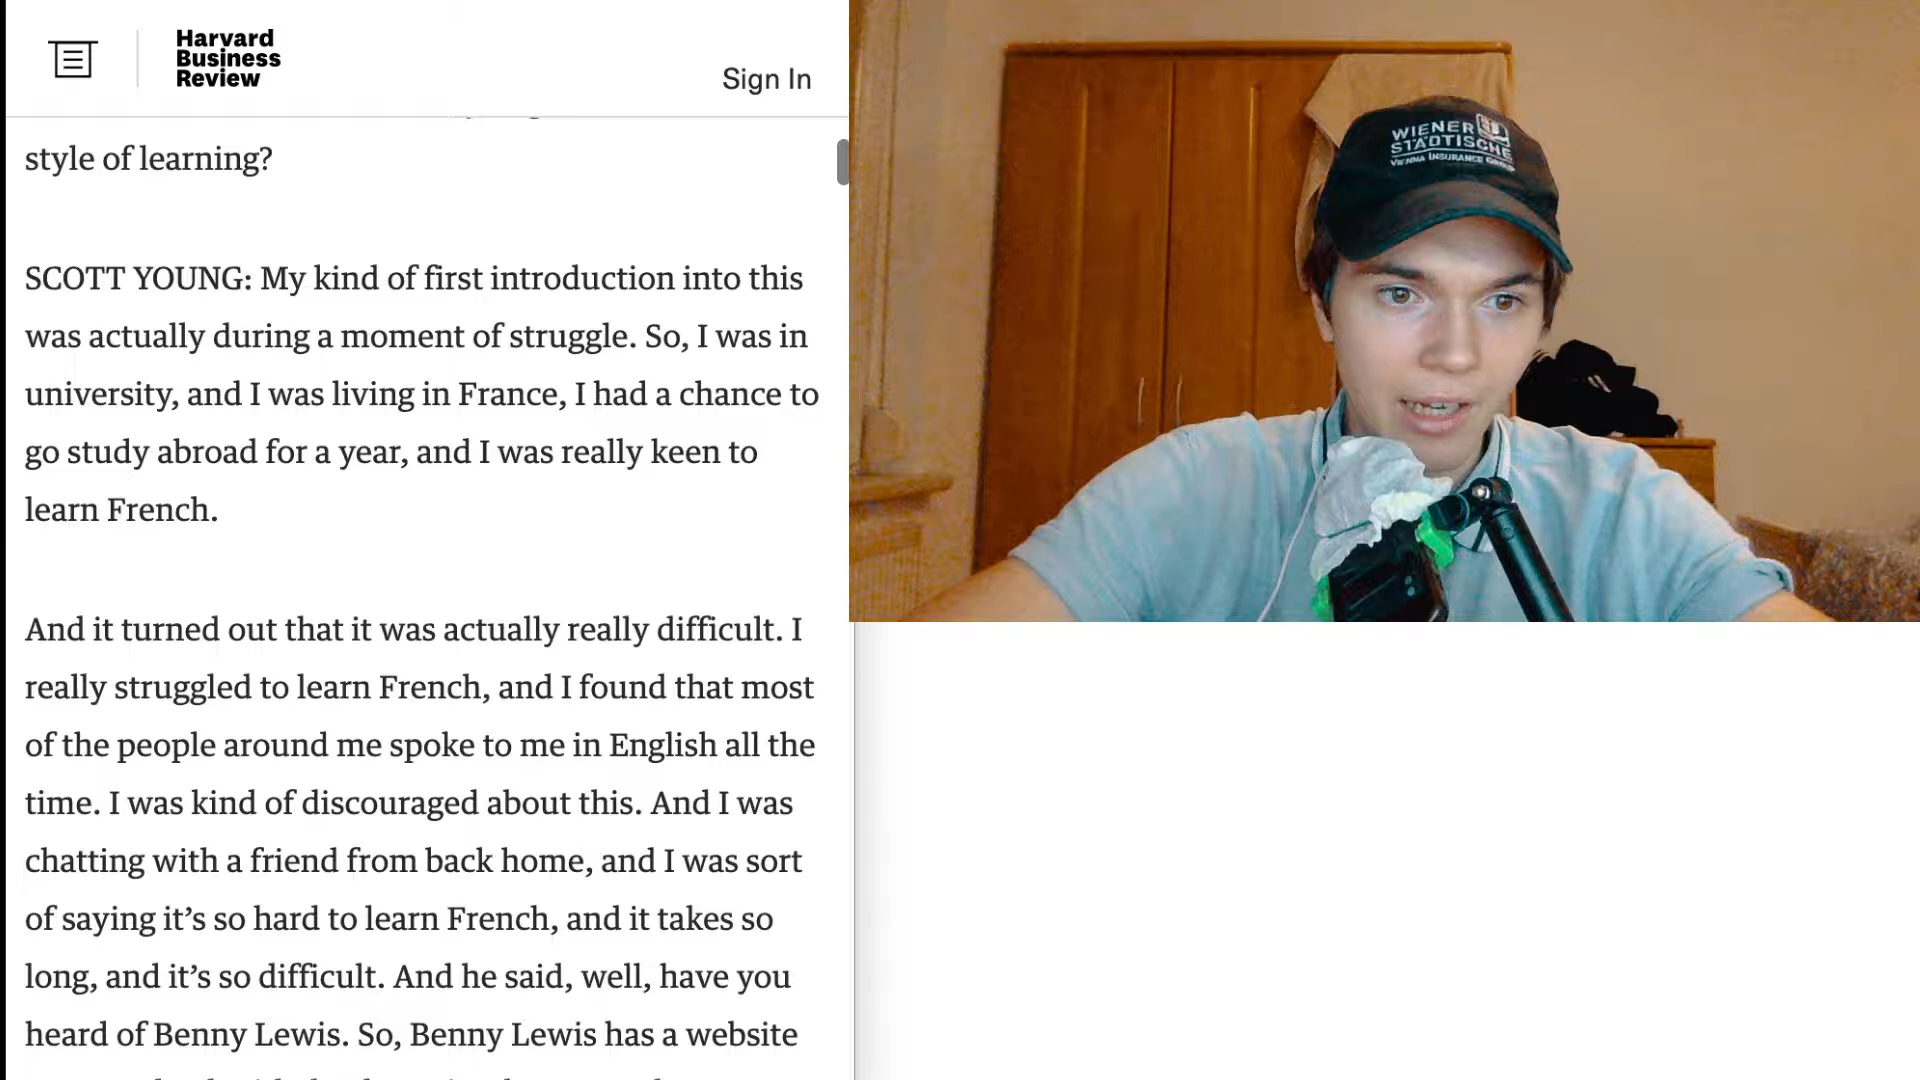 Harvard
Business
Review
Sign In
style of learning?
SCOTT YOUNG: My kind of first introduction into this
was actually during a moment of struggle. So, I was in
university, and I was living in France, I had a chance to
go study abroad for a year, and I was really keen to
learn French.
And it turned out that it was actually really difficult. I
really struggled to learn French, and I found that most
of the people around me spoke to me in English all the
time. I was kind of discouraged about this. And I was
chatting with a friend from back home, and I was sort
of saying it’s so hard to learn French, and it takes so
long, and it’s so difficult. And he said, well, have you
heard of Benny Lewis. So, Benny Lewis has a website
WIENER
STÄDTISCHE
VIENNA INSURANCE GROUP